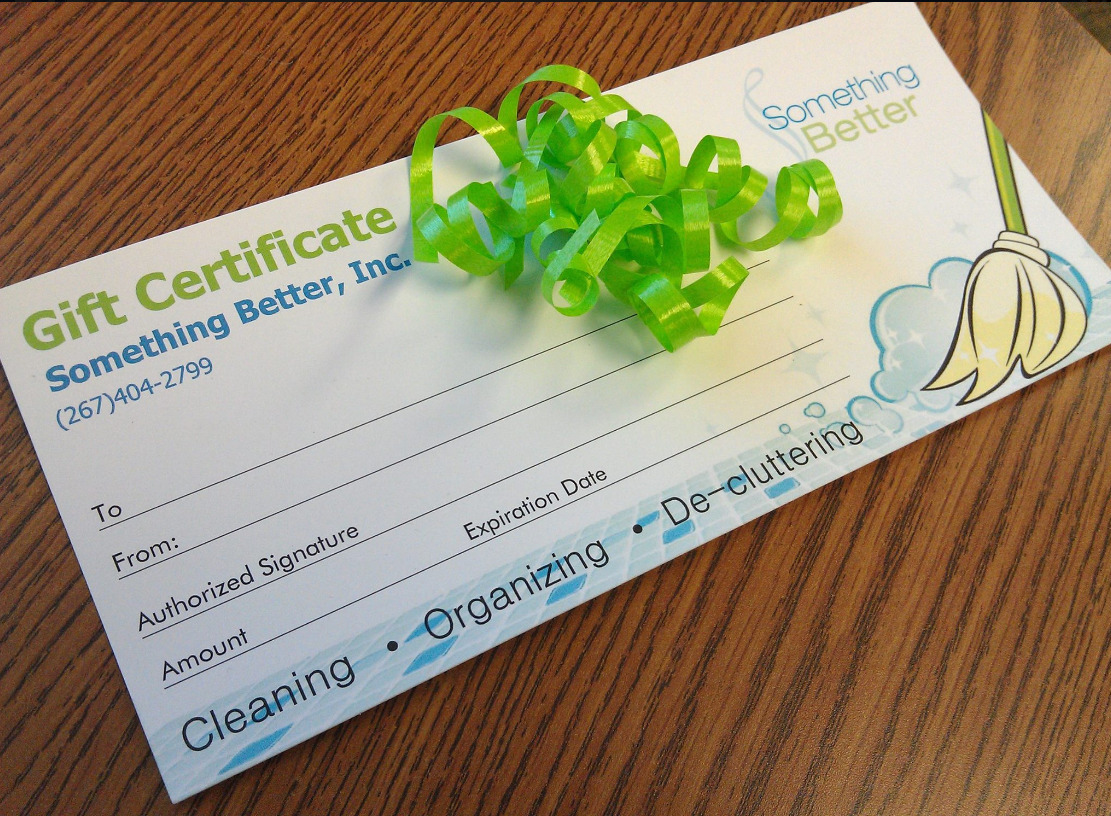 Something
Better
Gift Certificate
Something Better, Inc.
(267)404-2799
To
From:
Authorized Signature
Amount Expiration Date
Cleaning • Organizing • De-cluttering